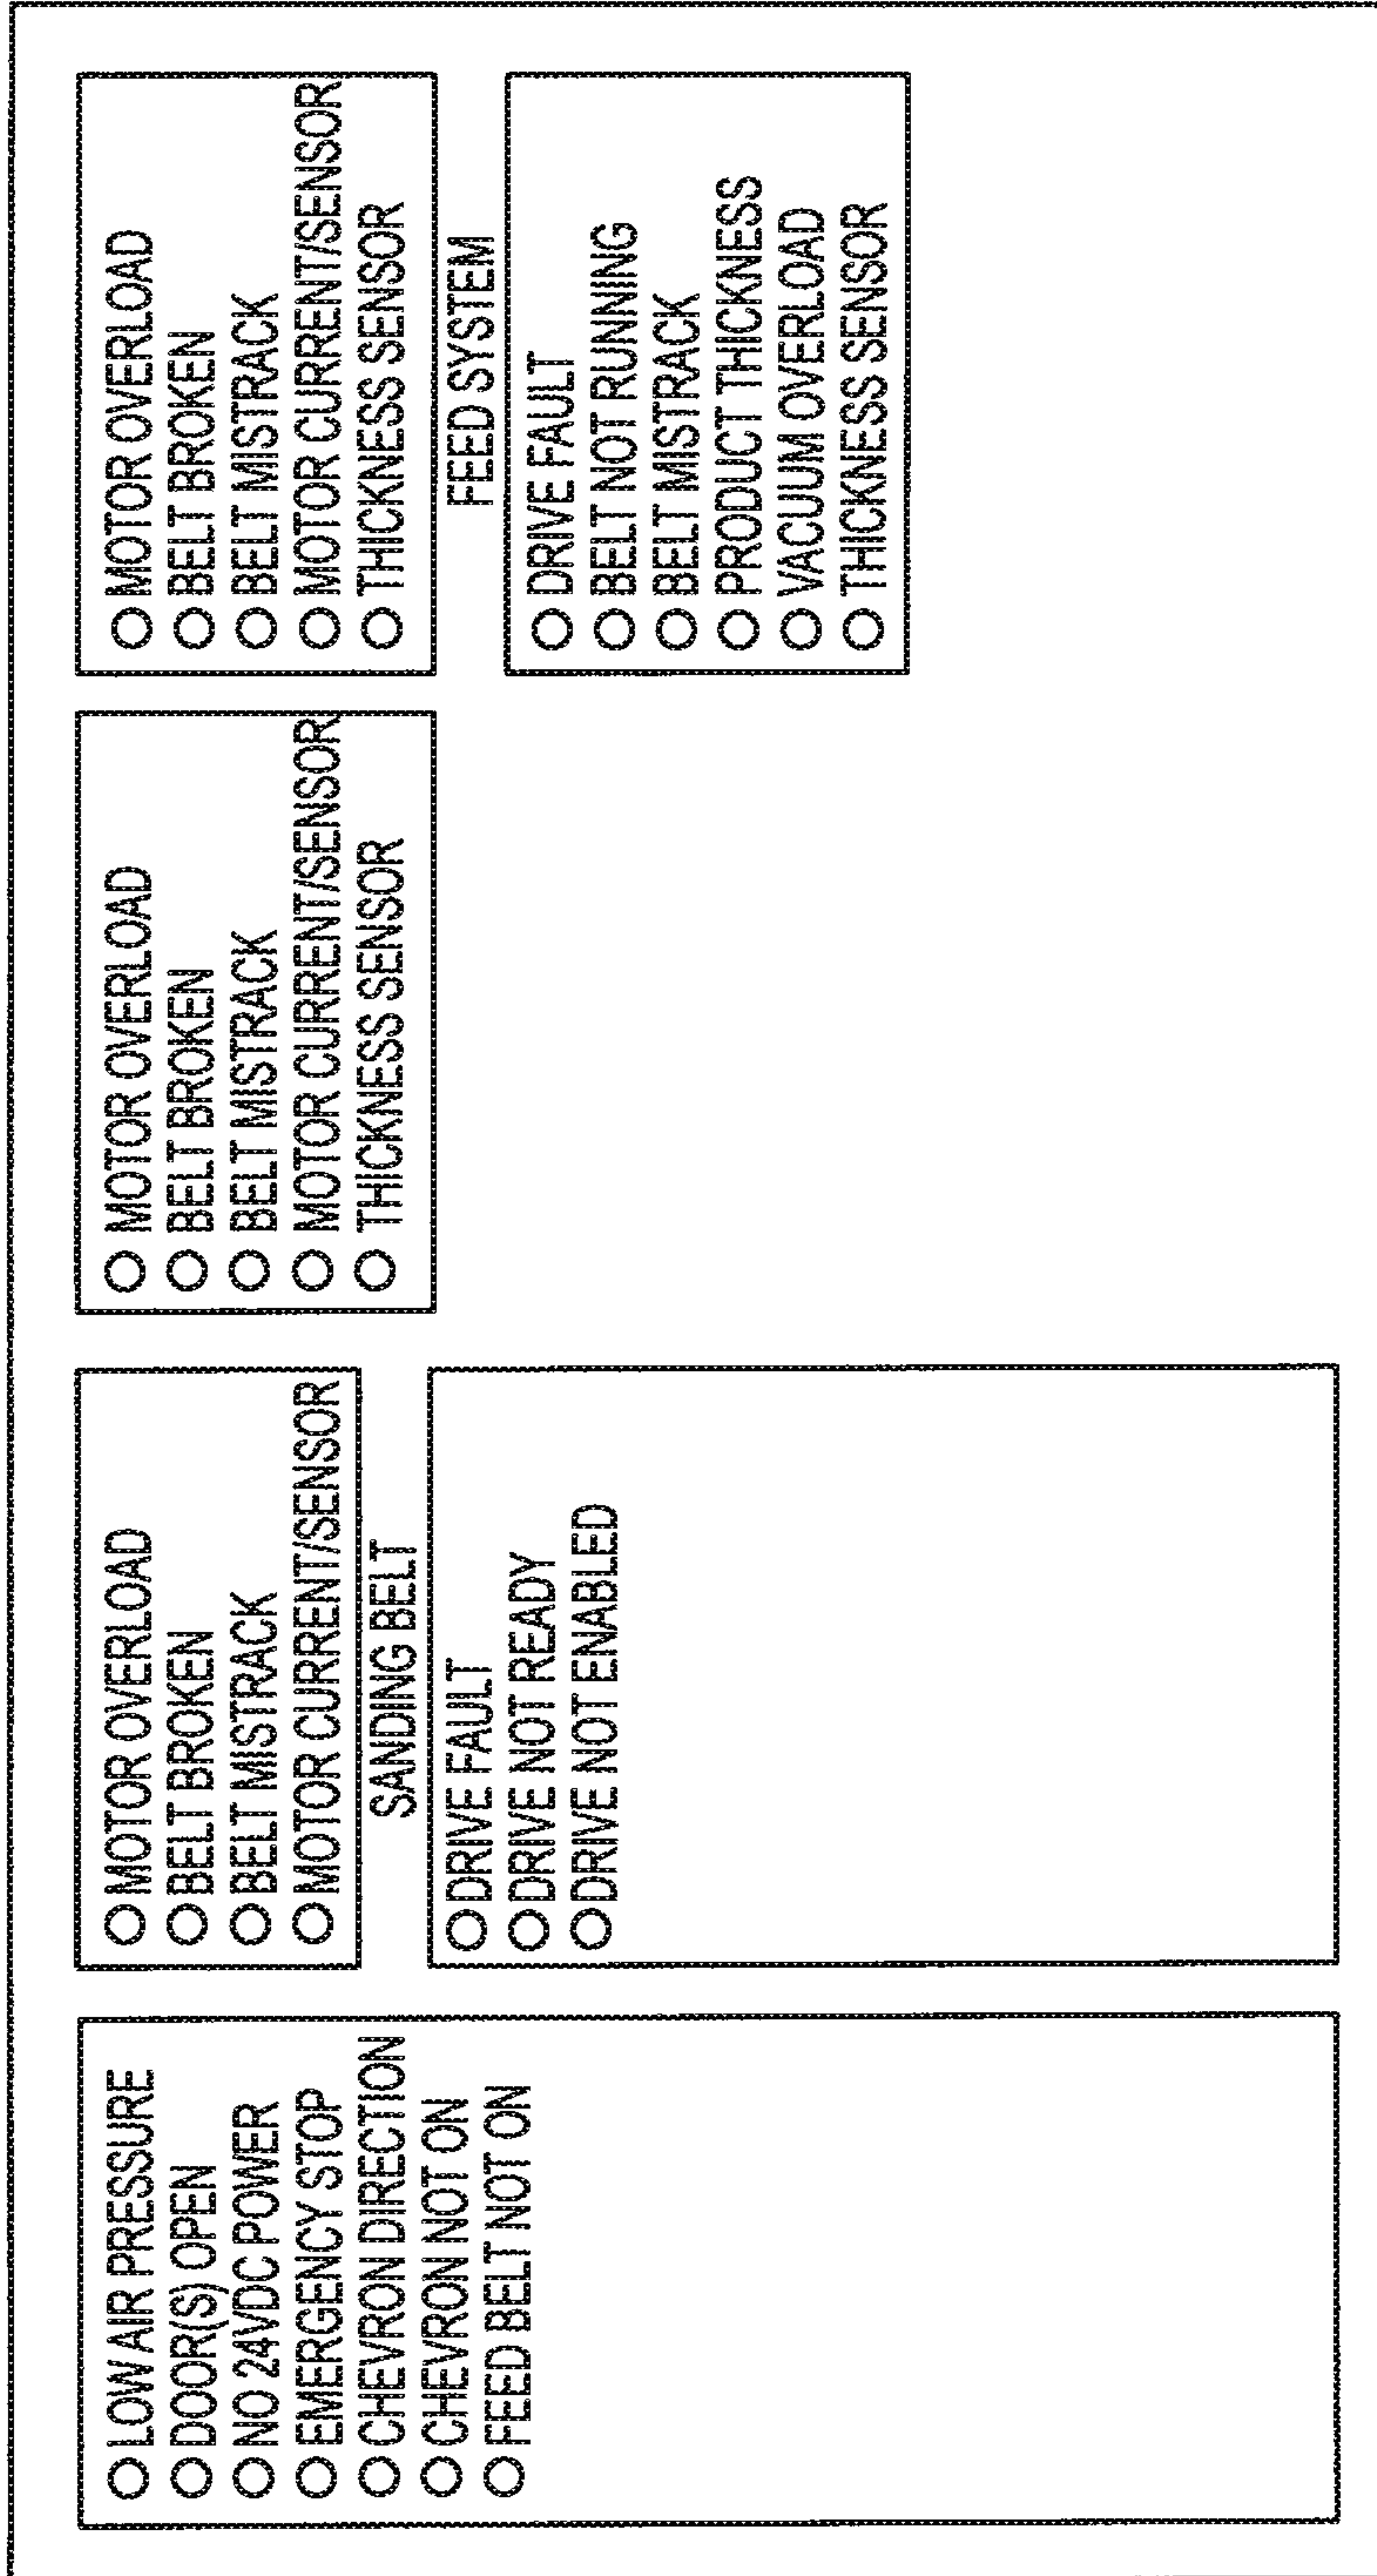 LOW AIR PRESSURE
DOOR(S) OPEN
NO 24VDC POWER
EMERGENCY STOP
CHEVRON DIRECTION
CHEVRON NOT ON
FEED BELT NOT ON
MOTOR OVERLOAD
BELT BROKEN
BELT MISTRACK
MOTOR CURRENT/SENSOR
SANDING BELT
DRIVE FAULT
DRIVE NOT READY
DRIVE NOT ENABLED
MOTOR OVERLOAD
BELT BROKEN
BELT MISTRACK
MOTOR CURRENT/SENSOR
THICKNESS SENSOR
MOTOR OVERLOAD
BELT BROKEN
BELT MISTRACK
MOTOR CURRENT/SENSOR
THICKNESS SENSOR
FEED SYSTEM
DRIVE FAULT
BELT NOT RUNNING
BELT MISTRACK
PRODUCT THICKNESS
VACUUM OVERLOAD
THICKNESS SENSOR